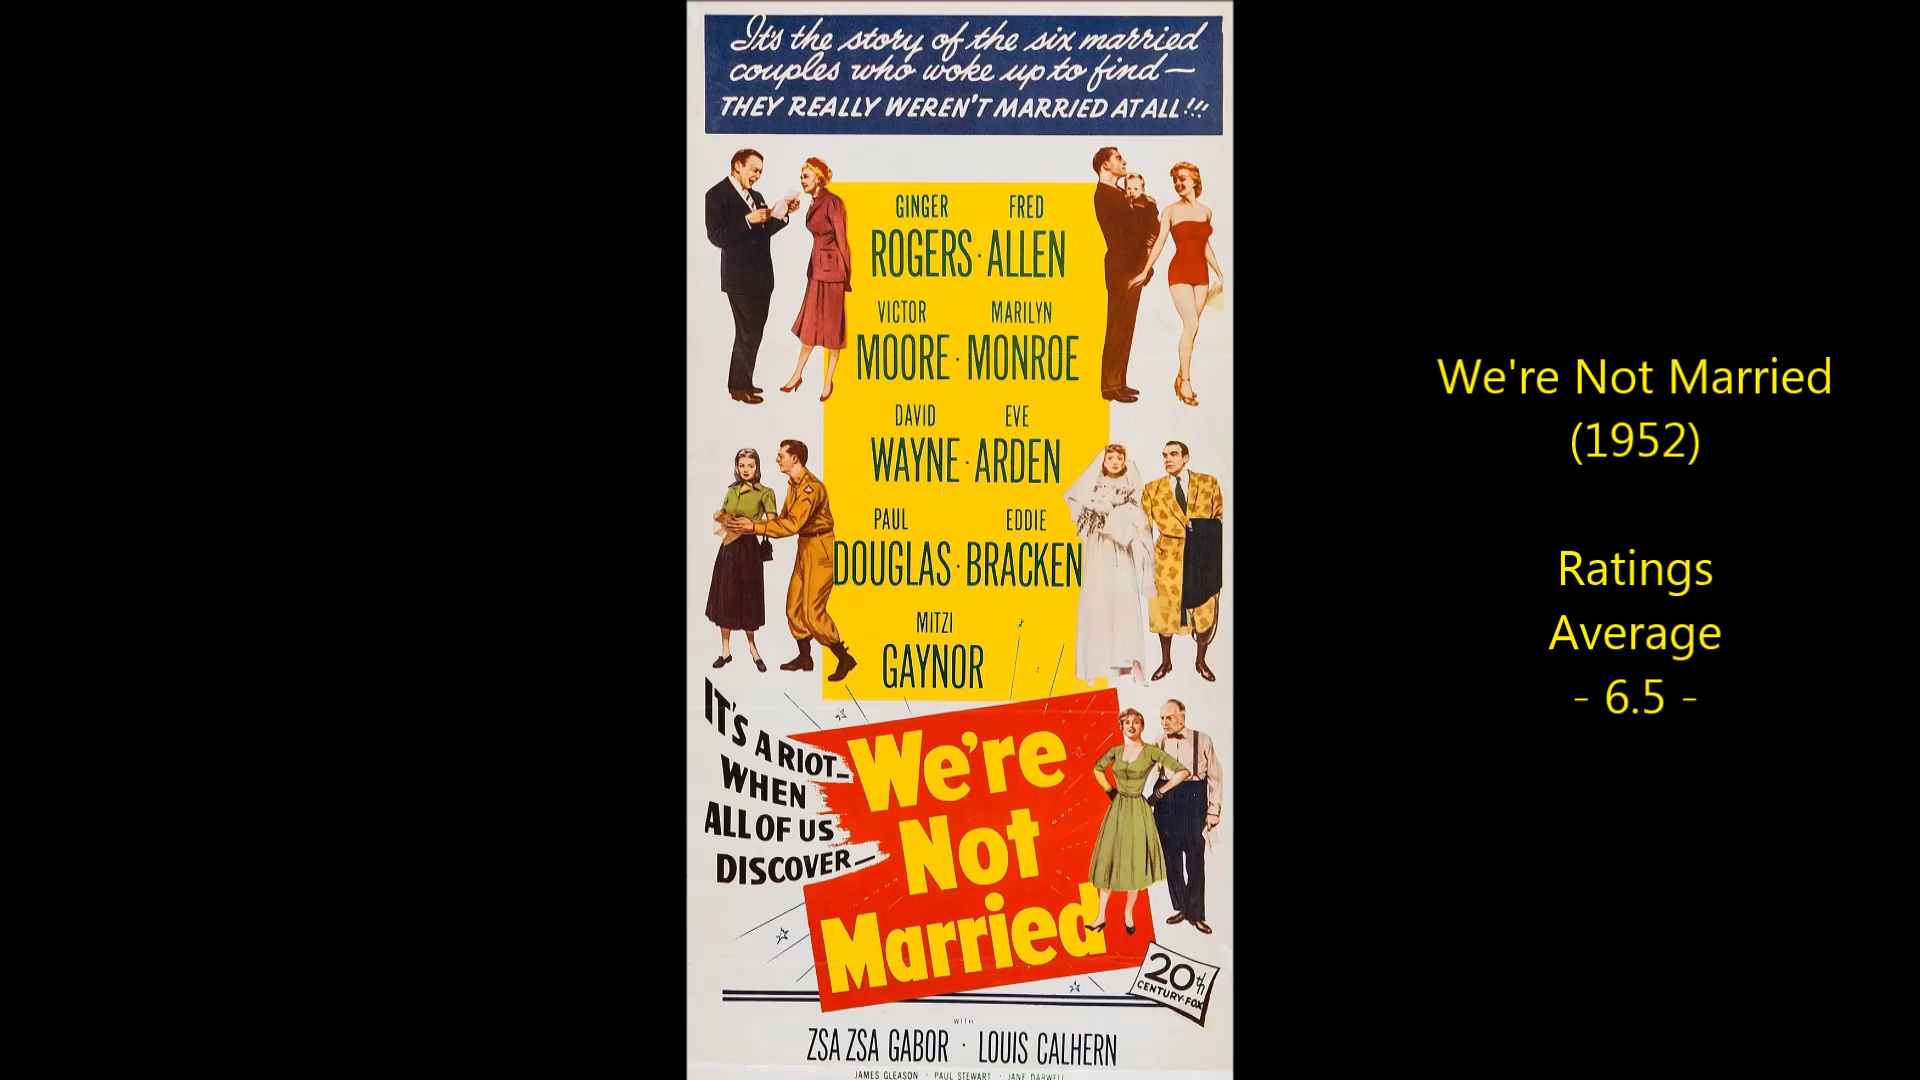 It's the story of the six married
couples who woke up to find—
THEY REALLY WEREN'T MARRIED AT ALL!!!
GINGER FRED
ROGERS · ALLEN
VICTOR MARILYN
MOORE · MONROE
DAVID EVE
WAYNE · ARDEN
PAUL EDDIE
DOUGLAS · BRACKEN
MITZI
GAYNOR
IT'S A RIOT—
WHEN
ALL OF US
DISCOVER—
We're
Not
Married
20th
CENTURY-FOX
WITH
ZSA ZSA GABOR · LOUIS CALHERN
JAMES GLEASON · PAUL STEWART · JANE DARWELL
We're Not Married
(1952)
Ratings
Average
- 6.5 -